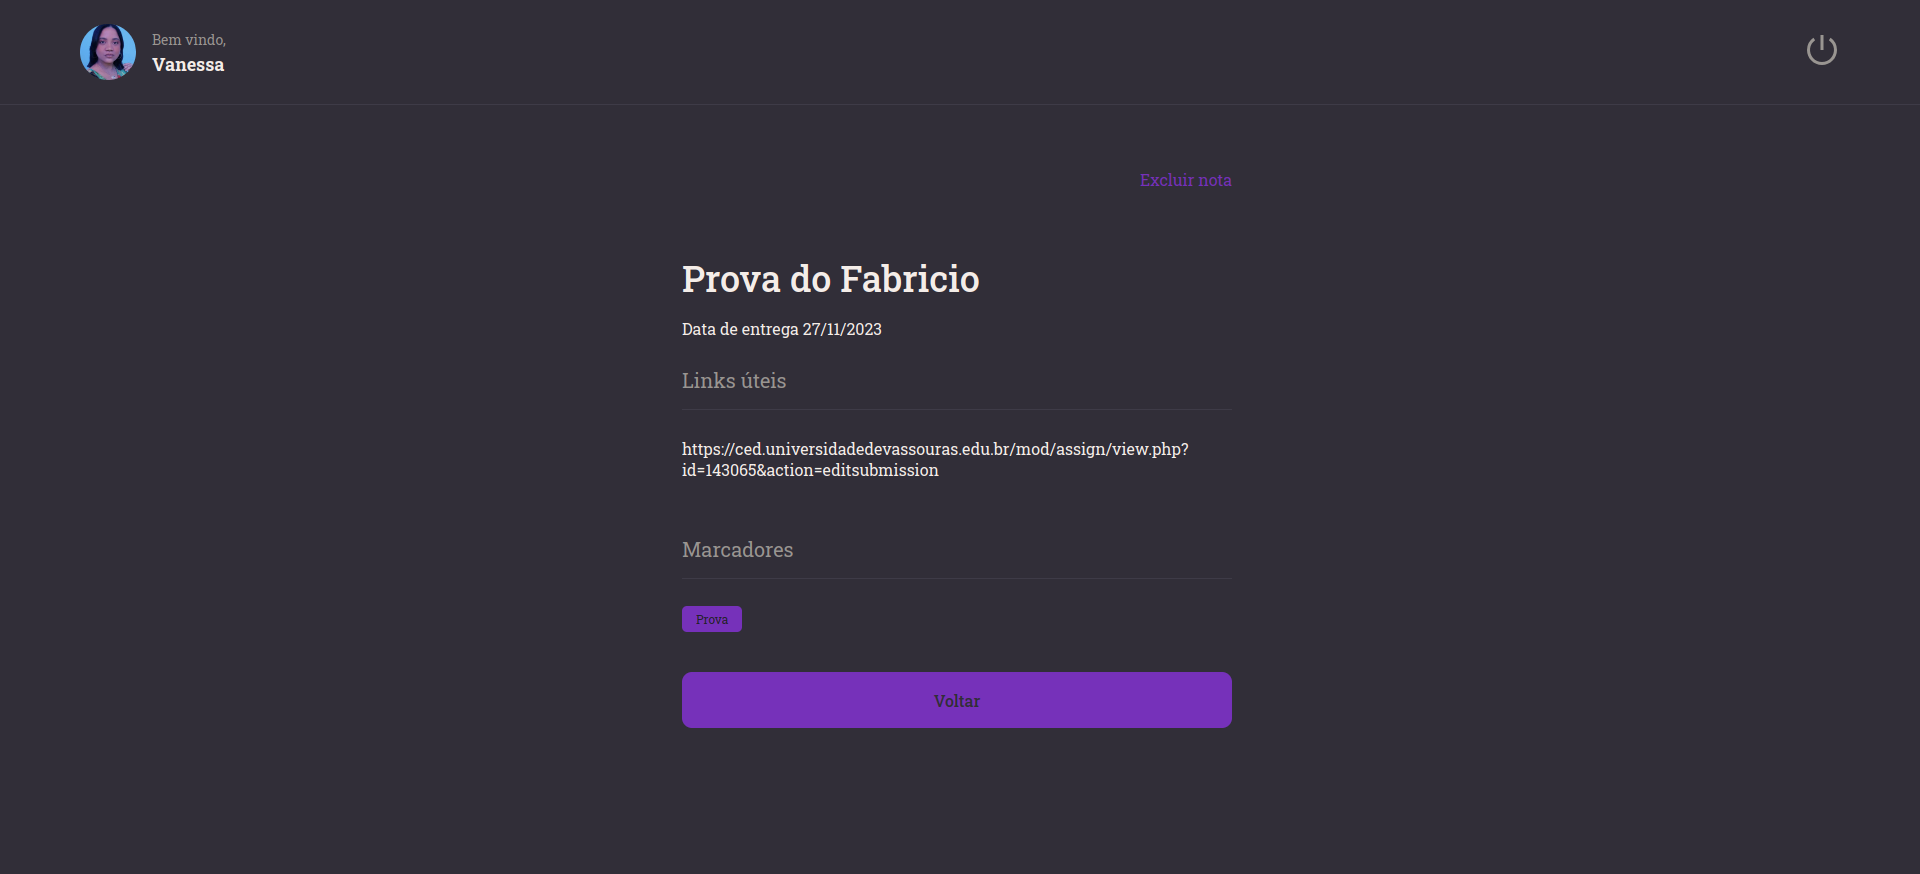 Bem vindo,
Vanessa
Excluir nota
Prova do Fabricio
Data de entrega 27/11/2023
Links úteis
https://ced.universidadedevassouras.edu.br/mod/assign/view.php?
id=143065&action=editsubmission
Marcadores
Prova
Voltar